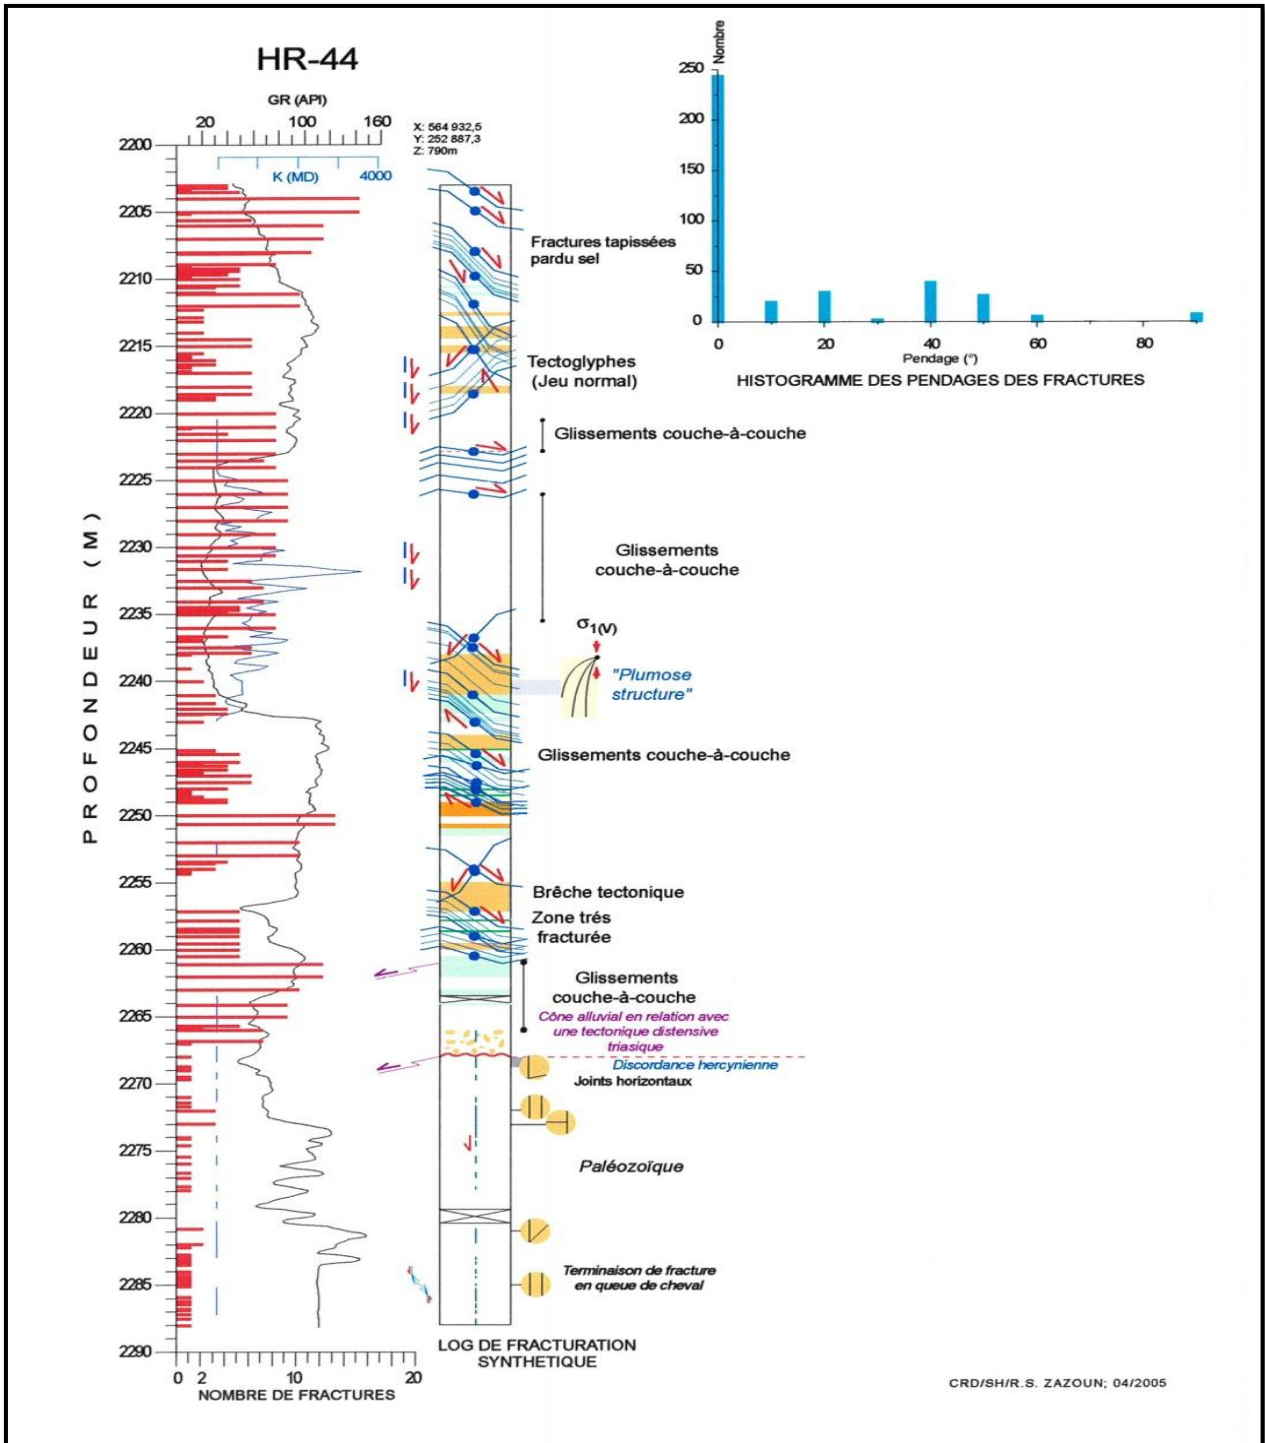 HR-44
GR (API)
20 100 160
K (MD) 4000
X: 564 932,5
Y: 252 887,3
Z: 790m
PROFONDEUR (M)
2200
2205
2210
2215
2220
2225
2230
2235
2240
2245
2250
2255
2260
2265
2270
2275
2280
2285
2290
0 2 10 20
NOMBRE DE FRACTURES
Fractures tapissées
pardu sel
Tectoglyphes
(Jeu normal)
Glissements couche-à-couche
Glissements
couche-à-couche
σ1(V)
"Plumose
structure"
Glissements couche-à-couche
Brêche tectonique
Zone trés
fracturée
Glissements
couche-à-couche
Cône alluvial en relation avec
une tectonique distensive
triasique
Discordance hercynienne
Joints horizontaux
Paléozoïque
Terminaison de fracture
en queue de cheval
LOG DE FRACTURATION
SYNTHETIQUE
Nombre
250
200
150
100
50
0
0 20 40 60 80
Pendage (°)
HISTOGRAMME DES PENDAGES DES FRACTURES
CRD/SH/R.S. ZAZOUN; 04/2005